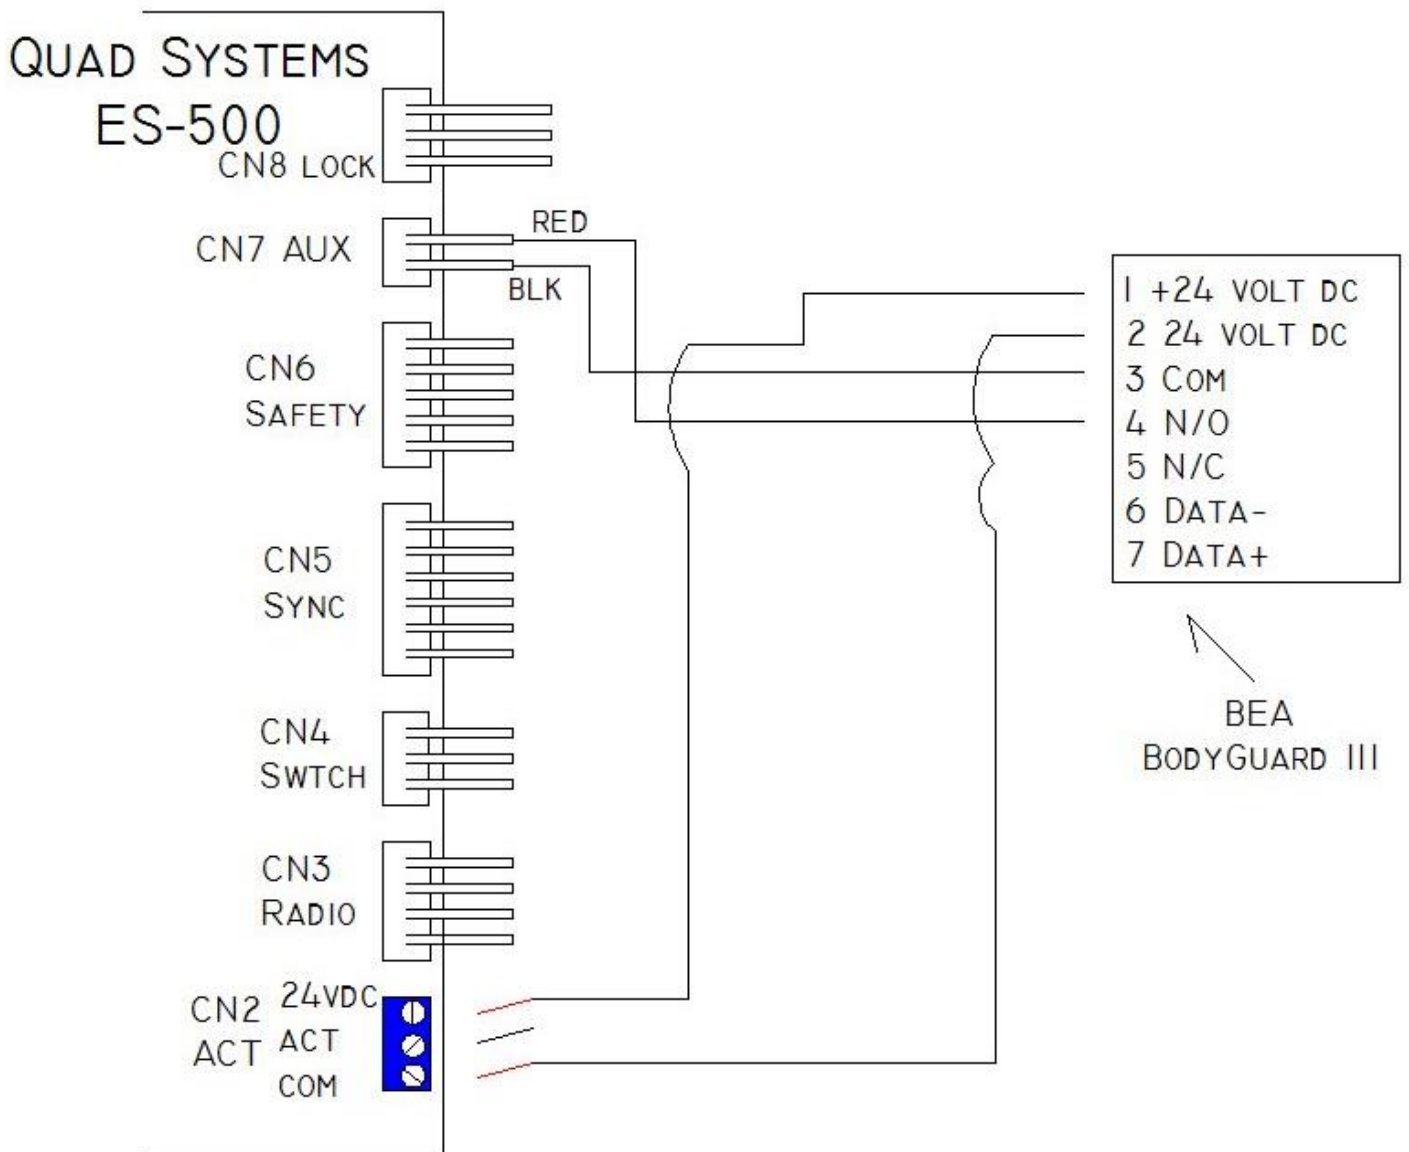 QUAD SYSTEMS
ES-500
CN8 LOCK
CN7 AUX
RED
BLK
CN6
SAFETY
CN5
SYNC
CN4
SWTCH
CN3
RADIO
CN2
ACT
24VDC
ACT
COM
1 +24 VOLT DC
2 24 VOLT DC
3 COM
4 N/O
5 N/C
6 DATA-
7 DATA+
BEA
BODYGUARD III